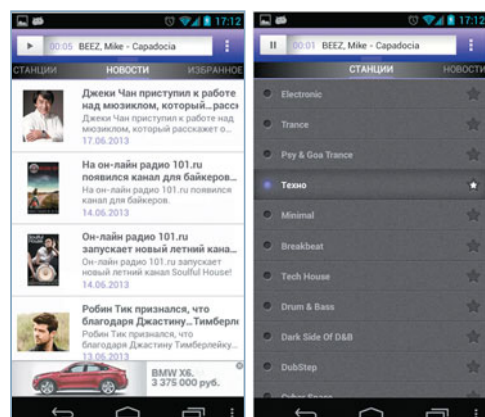 17:12
00:05 BEEZ, Mike - Capadocia
СТАНЦИИ НОВОСТИ ИЗБРАННОЕ
Джеки Чан приступил к работе
над мюзиклом, который...расск
Джеки Чан приступил к работе над
мюзиклом, который расскажет о...
17.06.2013
На он-лайн радио 101.ru
появился канал для байкеров...
На он-лайн радио 101.ru появился
канал для байкеров.
14.06.2013
Он-лайн радио 101.ru
запускает новый летний кана...
Он-лайн радио 101.ru запускает
новый летний канал Soulful House!
14.06.2013
Робин Тик признался, что
благодаря Джастину...Тимберле
Робин Тик признался, что
благодаря Джастину Тимберлейку...
13.06.2013
BMW X6.
3 375 000 руб.
17:12
00:01 BEEZ, Mike - Capadocia
СТАНЦИИ НОВОСТИ
Electronic
Trance
Psy & Goa Trance
Техно
Minimal
Breakbeat
Tech House
Drum & Bass
Dark Side Of D&B
DubStep
Cyber Space